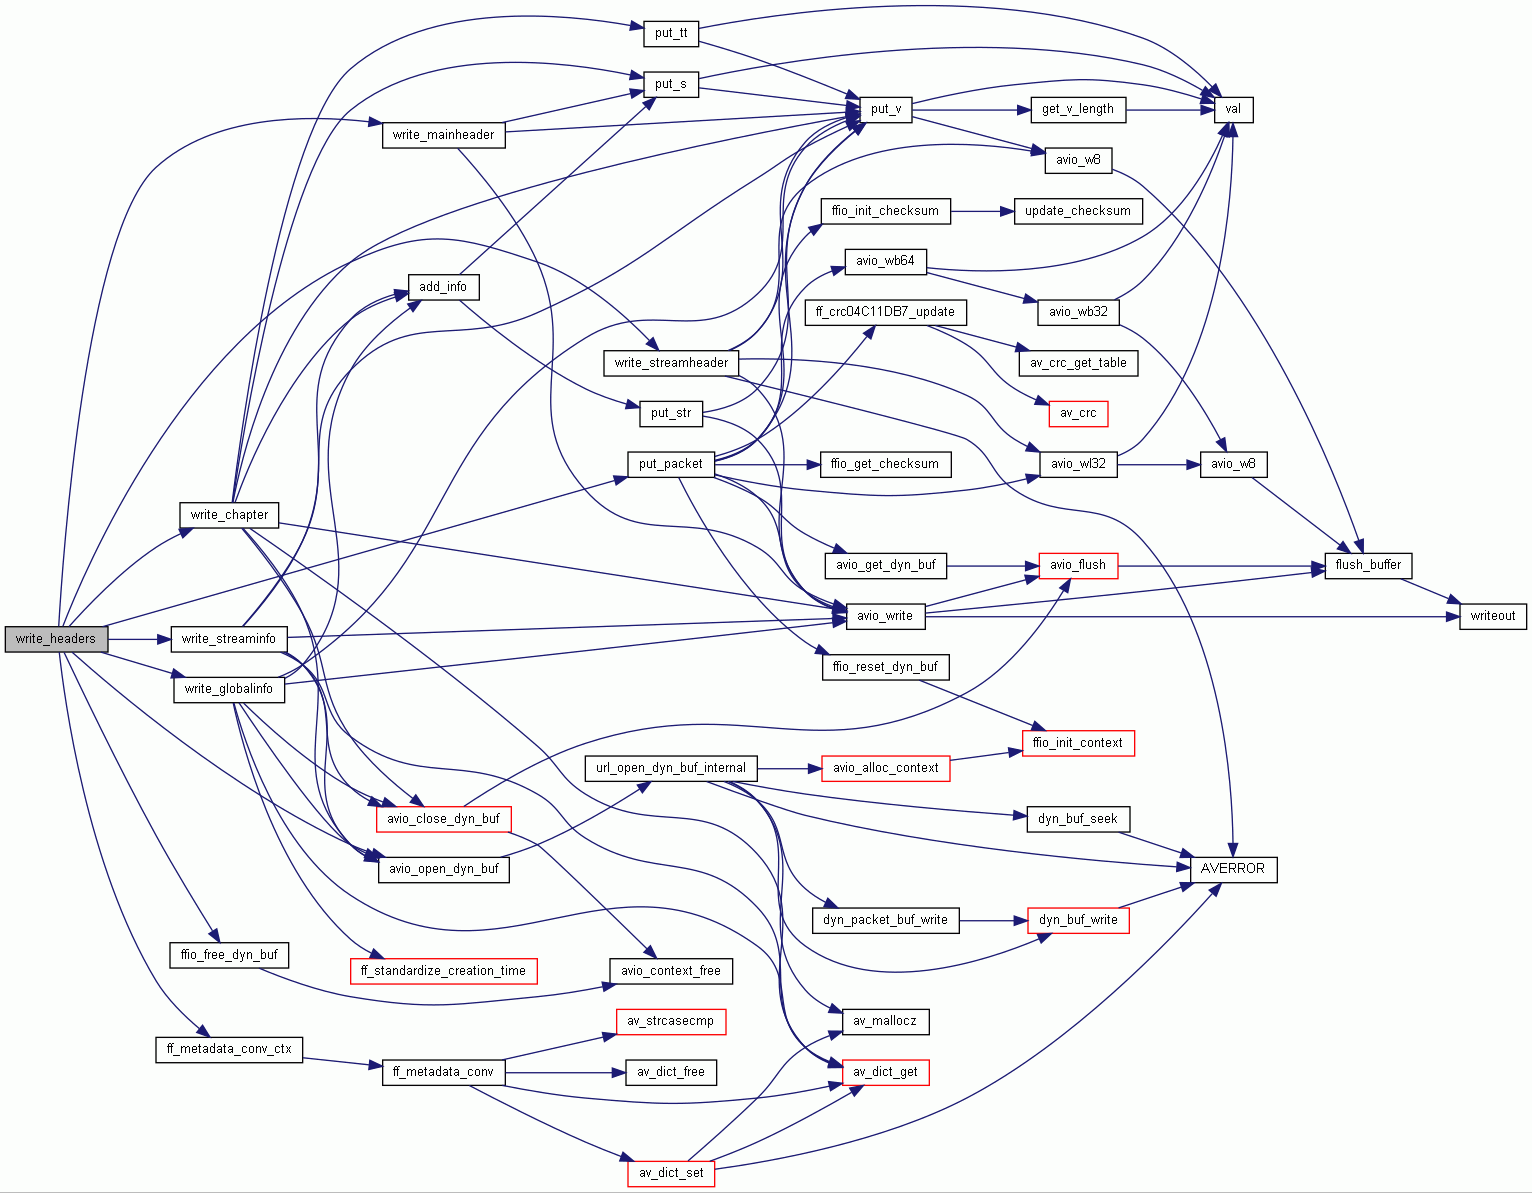 put_tt
put_s
put_v
get_v_length
val
write_mainheader
avio_w8
ffio_init_checksum
update_checksum
avio_wb64
add_info
ff_crc04C11DB7_update
avio_wb32
write_streamheader
av_crc_get_table
put_str
av_crc
put_packet
ffio_get_checksum
avio_wl32
avio_w8
write_chapter
avio_get_dyn_buf
avio_flush
flush_buffer
avio_write
writeout
write_headers
write_streaminfo
ffio_reset_dyn_buf
write_globalinfo
ffio_init_context
url_open_dyn_buf_internal
avio_alloc_context
avio_close_dyn_buf
dyn_buf_seek
avio_open_dyn_buf
AVERROR
dyn_packet_buf_write
dyn_buf_write
ffio_free_dyn_buf
ff_standardize_creation_time
avio_context_free
av_strcasecmp
av_mallocz
ff_metadata_conv_ctx
ff_metadata_conv
av_dict_free
av_dict_get
av_dict_set